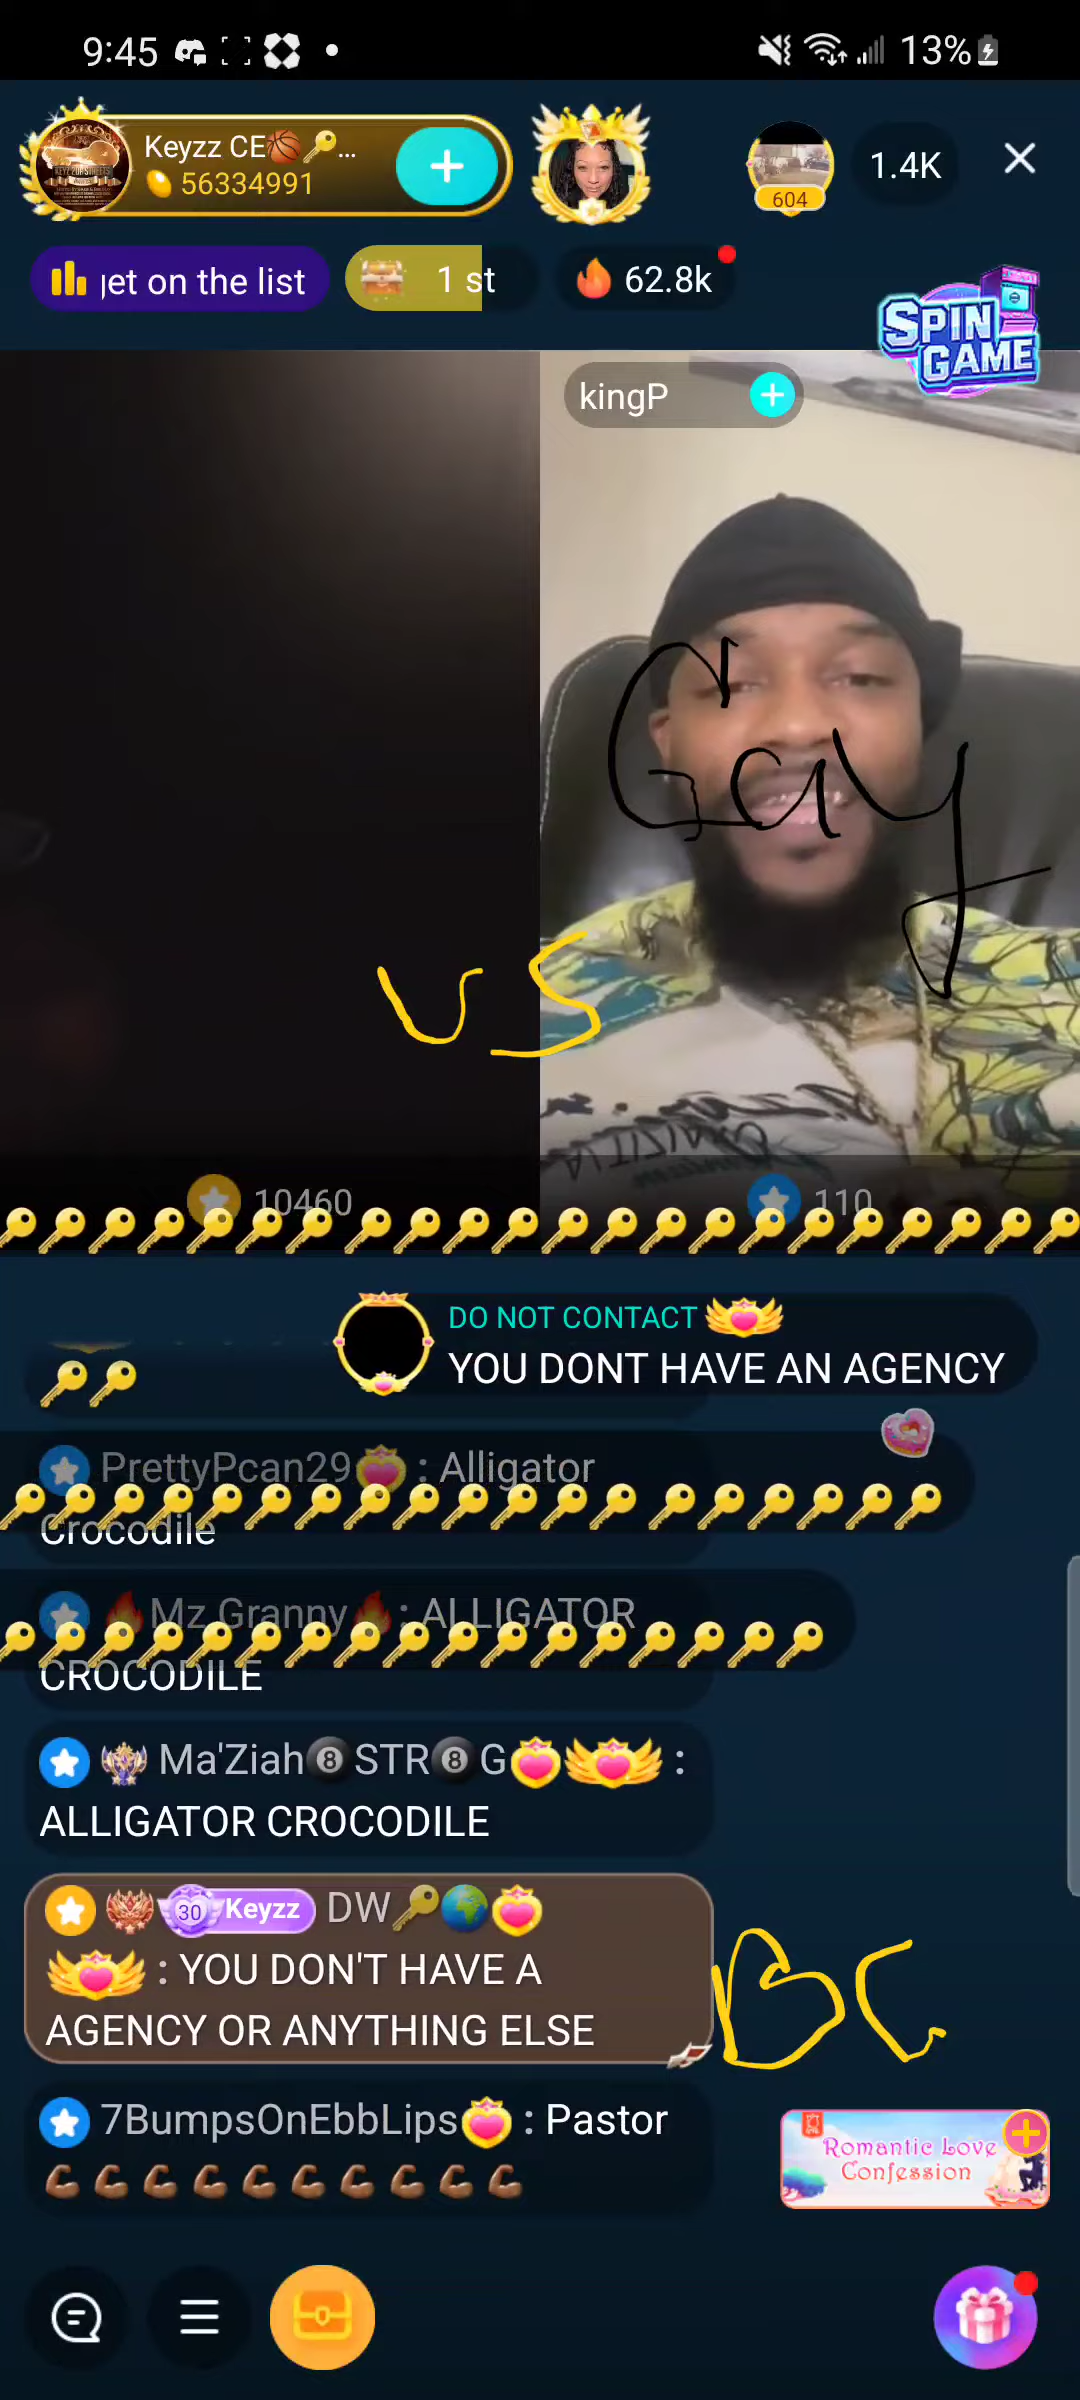 9:45
13%
Keyzz CE🏀🔑...
56334991
604
1.4K
get on the list
1 st
62.8k
SPIN
GAME
kingP
Gay
VS
10460
110
🔑🔑🔑🔑🔑🔑🔑🔑🔑🔑🔑🔑🔑🔑🔑🔑🔑🔑🔑🔑🔑🔑
DO NOT CONTACT
YOU DONT HAVE AN AGENCY
🔑🔑
PrettyPcan29 : Alligator
🔑🔑🔑🔑🔑🔑🔑🔑🔑🔑🔑🔑🔑🔑🔑🔑🔑🔑🔑
Crocodile
🔥Mz Granny🔥: ALLIGATOR
🔑🔑🔑🔑🔑🔑🔑🔑🔑🔑🔑🔑🔑🔑🔑🔑🔑
CROCODILE
Ma'Ziah🎱STR🎱G :
ALLIGATOR CROCODILE
30 Keyzz DW🔑🌍
: YOU DON'T HAVE A
AGENCY OR ANYTHING ELSE
BC
7BumpsOnEbbLips : Pastor
💪🏾💪🏾💪🏾💪🏾💪🏾💪🏾💪🏾💪🏾💪🏾💪🏾
Romantic Love
Confession